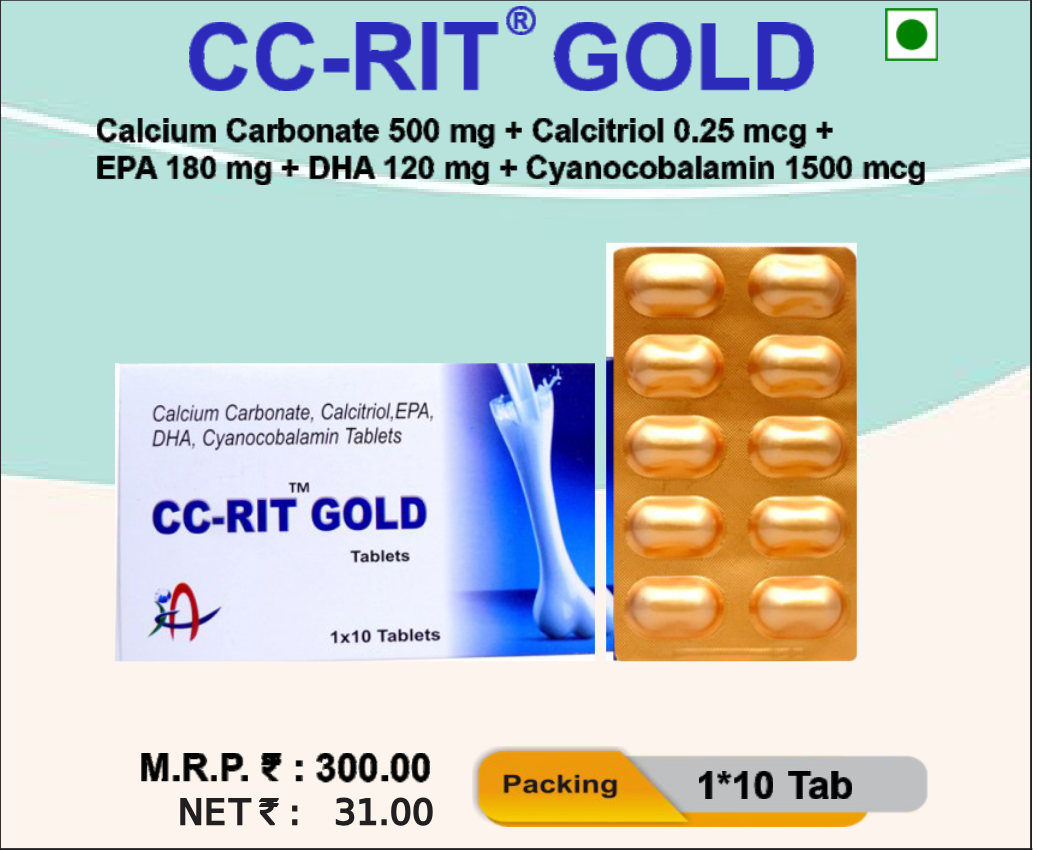 CC-RIT® GOLD
Calcium Carbonate 500 mg + Calcitriol 0.25 mcg +
EPA 180 mg + DHA 120 mg + Cyanocobalamin 1500 mcg
Calcium Carbonate, Calcitriol,EPA,
DHA, Cyanocobalamin Tablets
CC-RIT™ GOLD
Tablets
1x10 Tablets
M.R.P. ₹ : 300.00
NET ₹ : 31.00
Packing
1*10 Tab